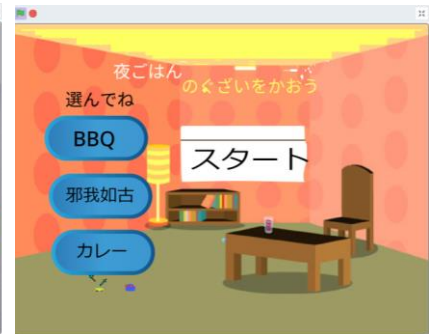 夜ごはん
のぐざいをかおう
選んでね
BBQ
スタート
邪我如古
カレー